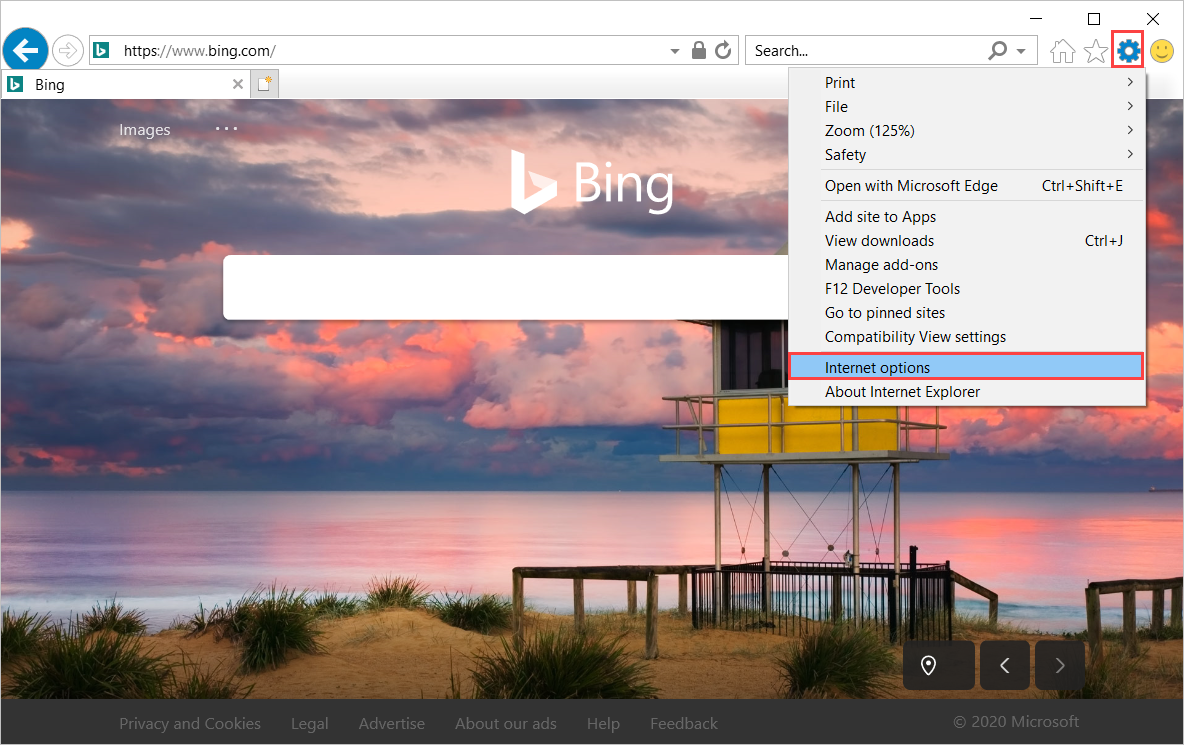 https://www.bing.com/
Search...
Bing
Images
Bing
Print
File
Zoom (125%)
Safety
Open with Microsoft Edge Ctrl+Shift+E
Add site to Apps
View downloads Ctrl+J
Manage add-ons
F12 Developer Tools
Go to pinned sites
Compatibility View settings
Internet options
About Internet Explorer
Privacy and Cookies Legal Advertise About our ads Help Feedback © 2020 Microsoft